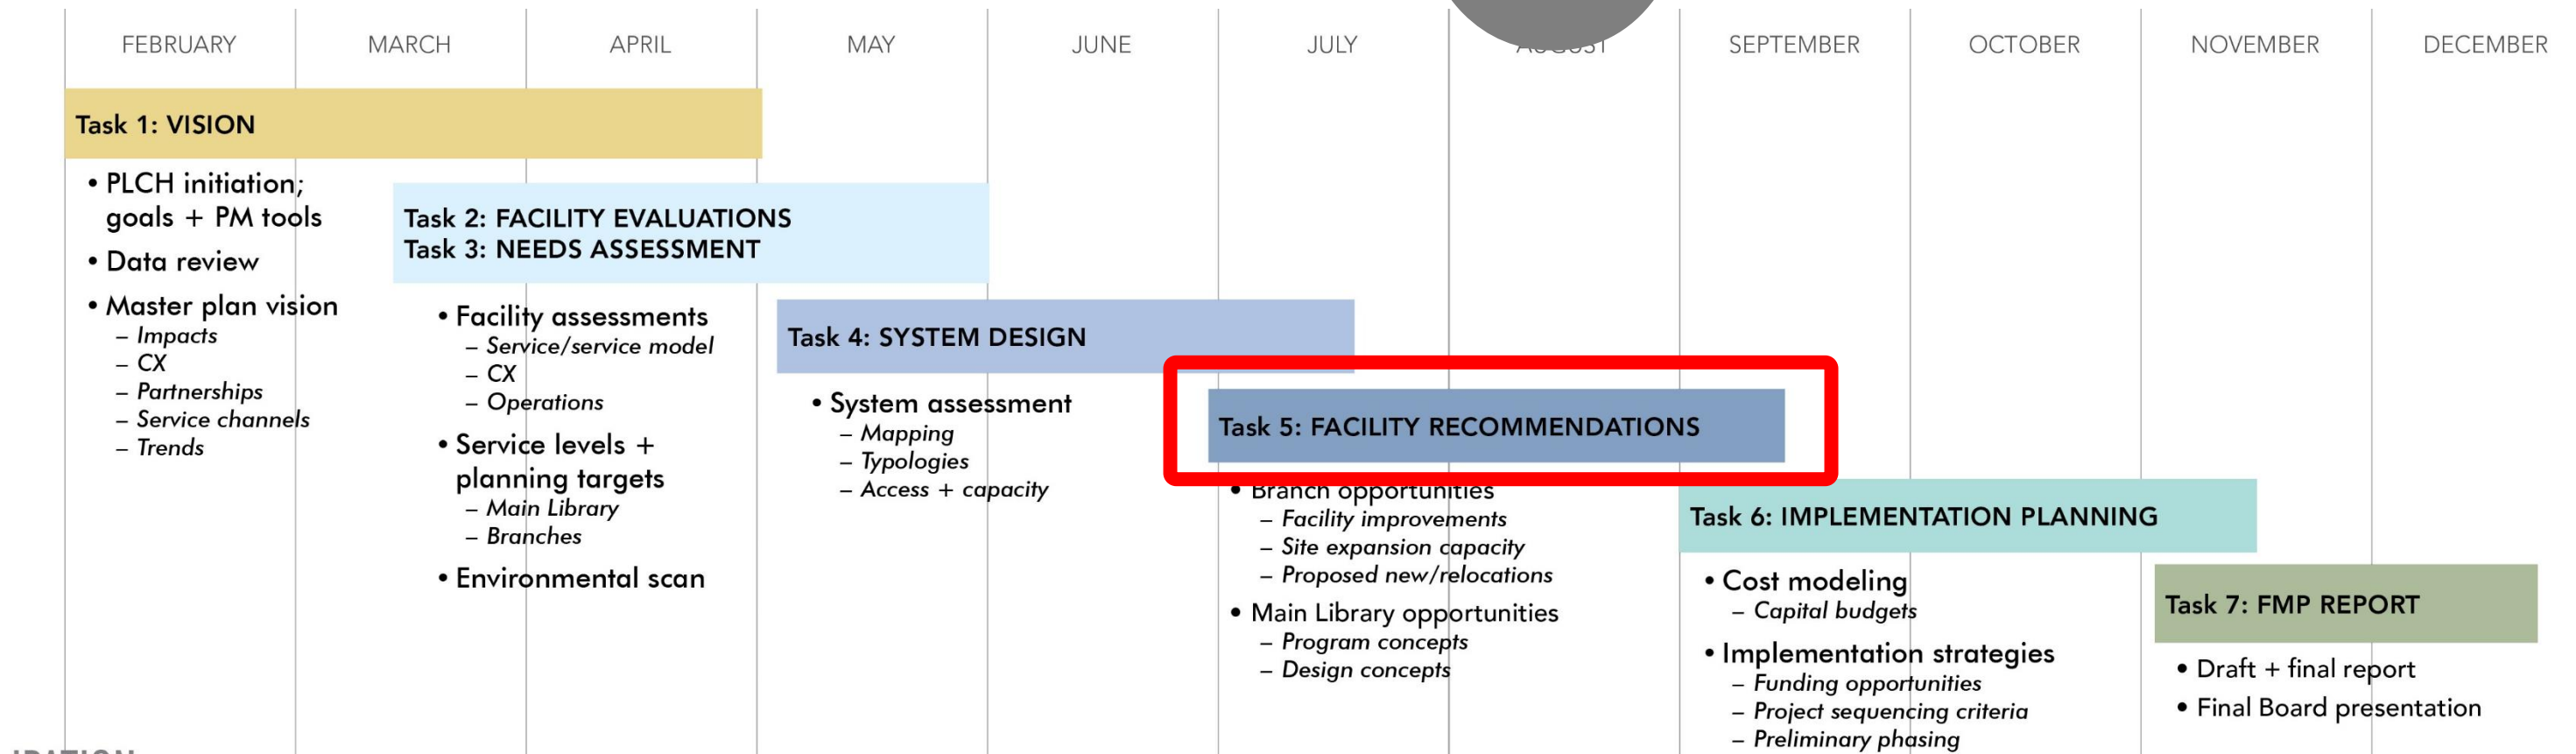 FEBRUARY MARCH APRIL MAY JUNE JULY AUGUST SEPTEMBER OCTOBER NOVEMBER DECEMBER
Task 1: VISION
• PLCH initiation;
goals + PM tools
• Data review
• Master plan vision
– Impacts
– CX
– Partnerships
– Service channels
– Trends
Task 2: FACILITY EVALUATIONS
Task 3: NEEDS ASSESSMENT
• Facility assessments
– Service/service model
– CX
– Operations
• Service levels +
planning targets
– Main Library
– Branches
• Environmental scan
Task 4: SYSTEM DESIGN
• System assessment
– Mapping
– Typologies
– Access + capacity
Task 5: FACILITY RECOMMENDATIONS
• Branch opportunities
– Facility improvements
– Site expansion capacity
– Proposed new/relocations
• Main Library opportunities
– Program concepts
– Design concepts
Task 6: IMPLEMENTATION PLANNING
• Cost modeling
– Capital budgets
• Implementation strategies
– Funding opportunities
– Project sequencing criteria
– Preliminary phasing
Task 7: FMP REPORT
• Draft + final report
• Final Board presentation